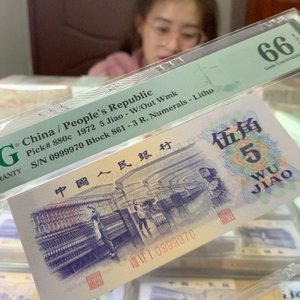 China / People's Republic
Pick# 880c 1972 5 Jiao - W/Out Wmk
S/N 0999970 Block 861 - 3 R. Numerals - Litho
66
G
RANTY
中国人民银行
伍角
5
WU
JIAO
0999970